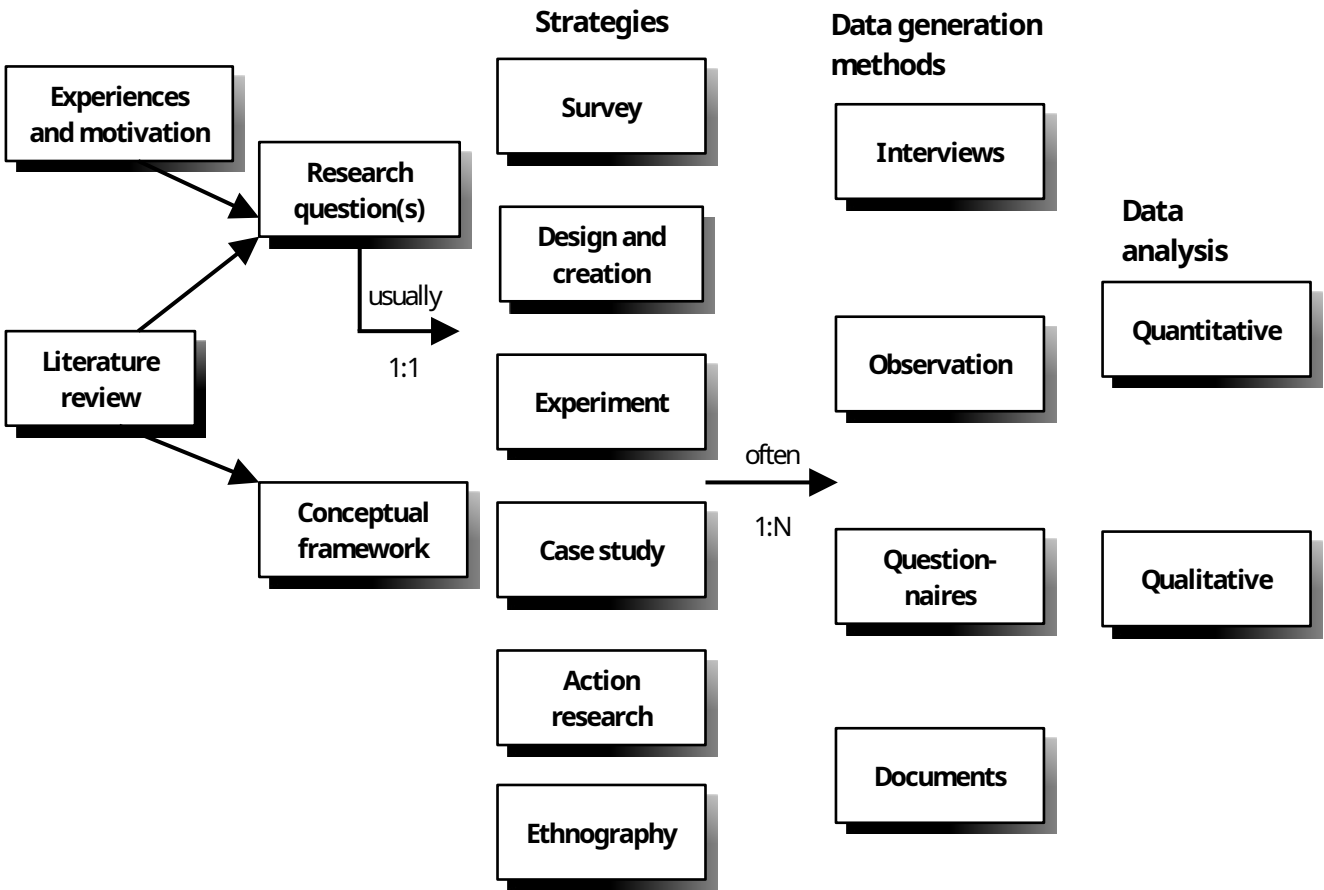 Strategies
Data generation
methods
Experiences
and motivation
Survey
Interviews
Research
question(s)
Data
analysis
Design and
creation
usually
1:1
Literature
review
Observation
Quantitative
Experiment
often
1:N
Conceptual
framework
Case study
Question-
naires
Qualitative
Action
research
Documents
Ethnography